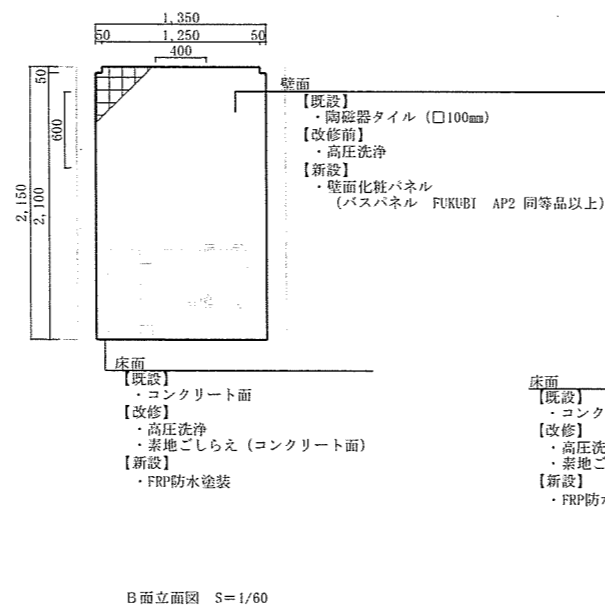 1,350
50 1,250 50
400
50
600
2,150
2,100
壁面
【既設】
・陶磁器タイル（□100㎜）
【改修前】
・高圧洗浄
【新設】
・壁面化粧パネル
(バスパネル FUKUBI AP2 同等品以上)
床面
【既設】
・コンクリート面
【改修】
・高圧洗浄
・素地ごしらえ（コンクリート面）
【新設】
・FRP防水塗装
床面
【既設】
・コンク
【改修】
・高圧洗
・素地ご
【新設】
・FRP防
B面立面図 S=1/60